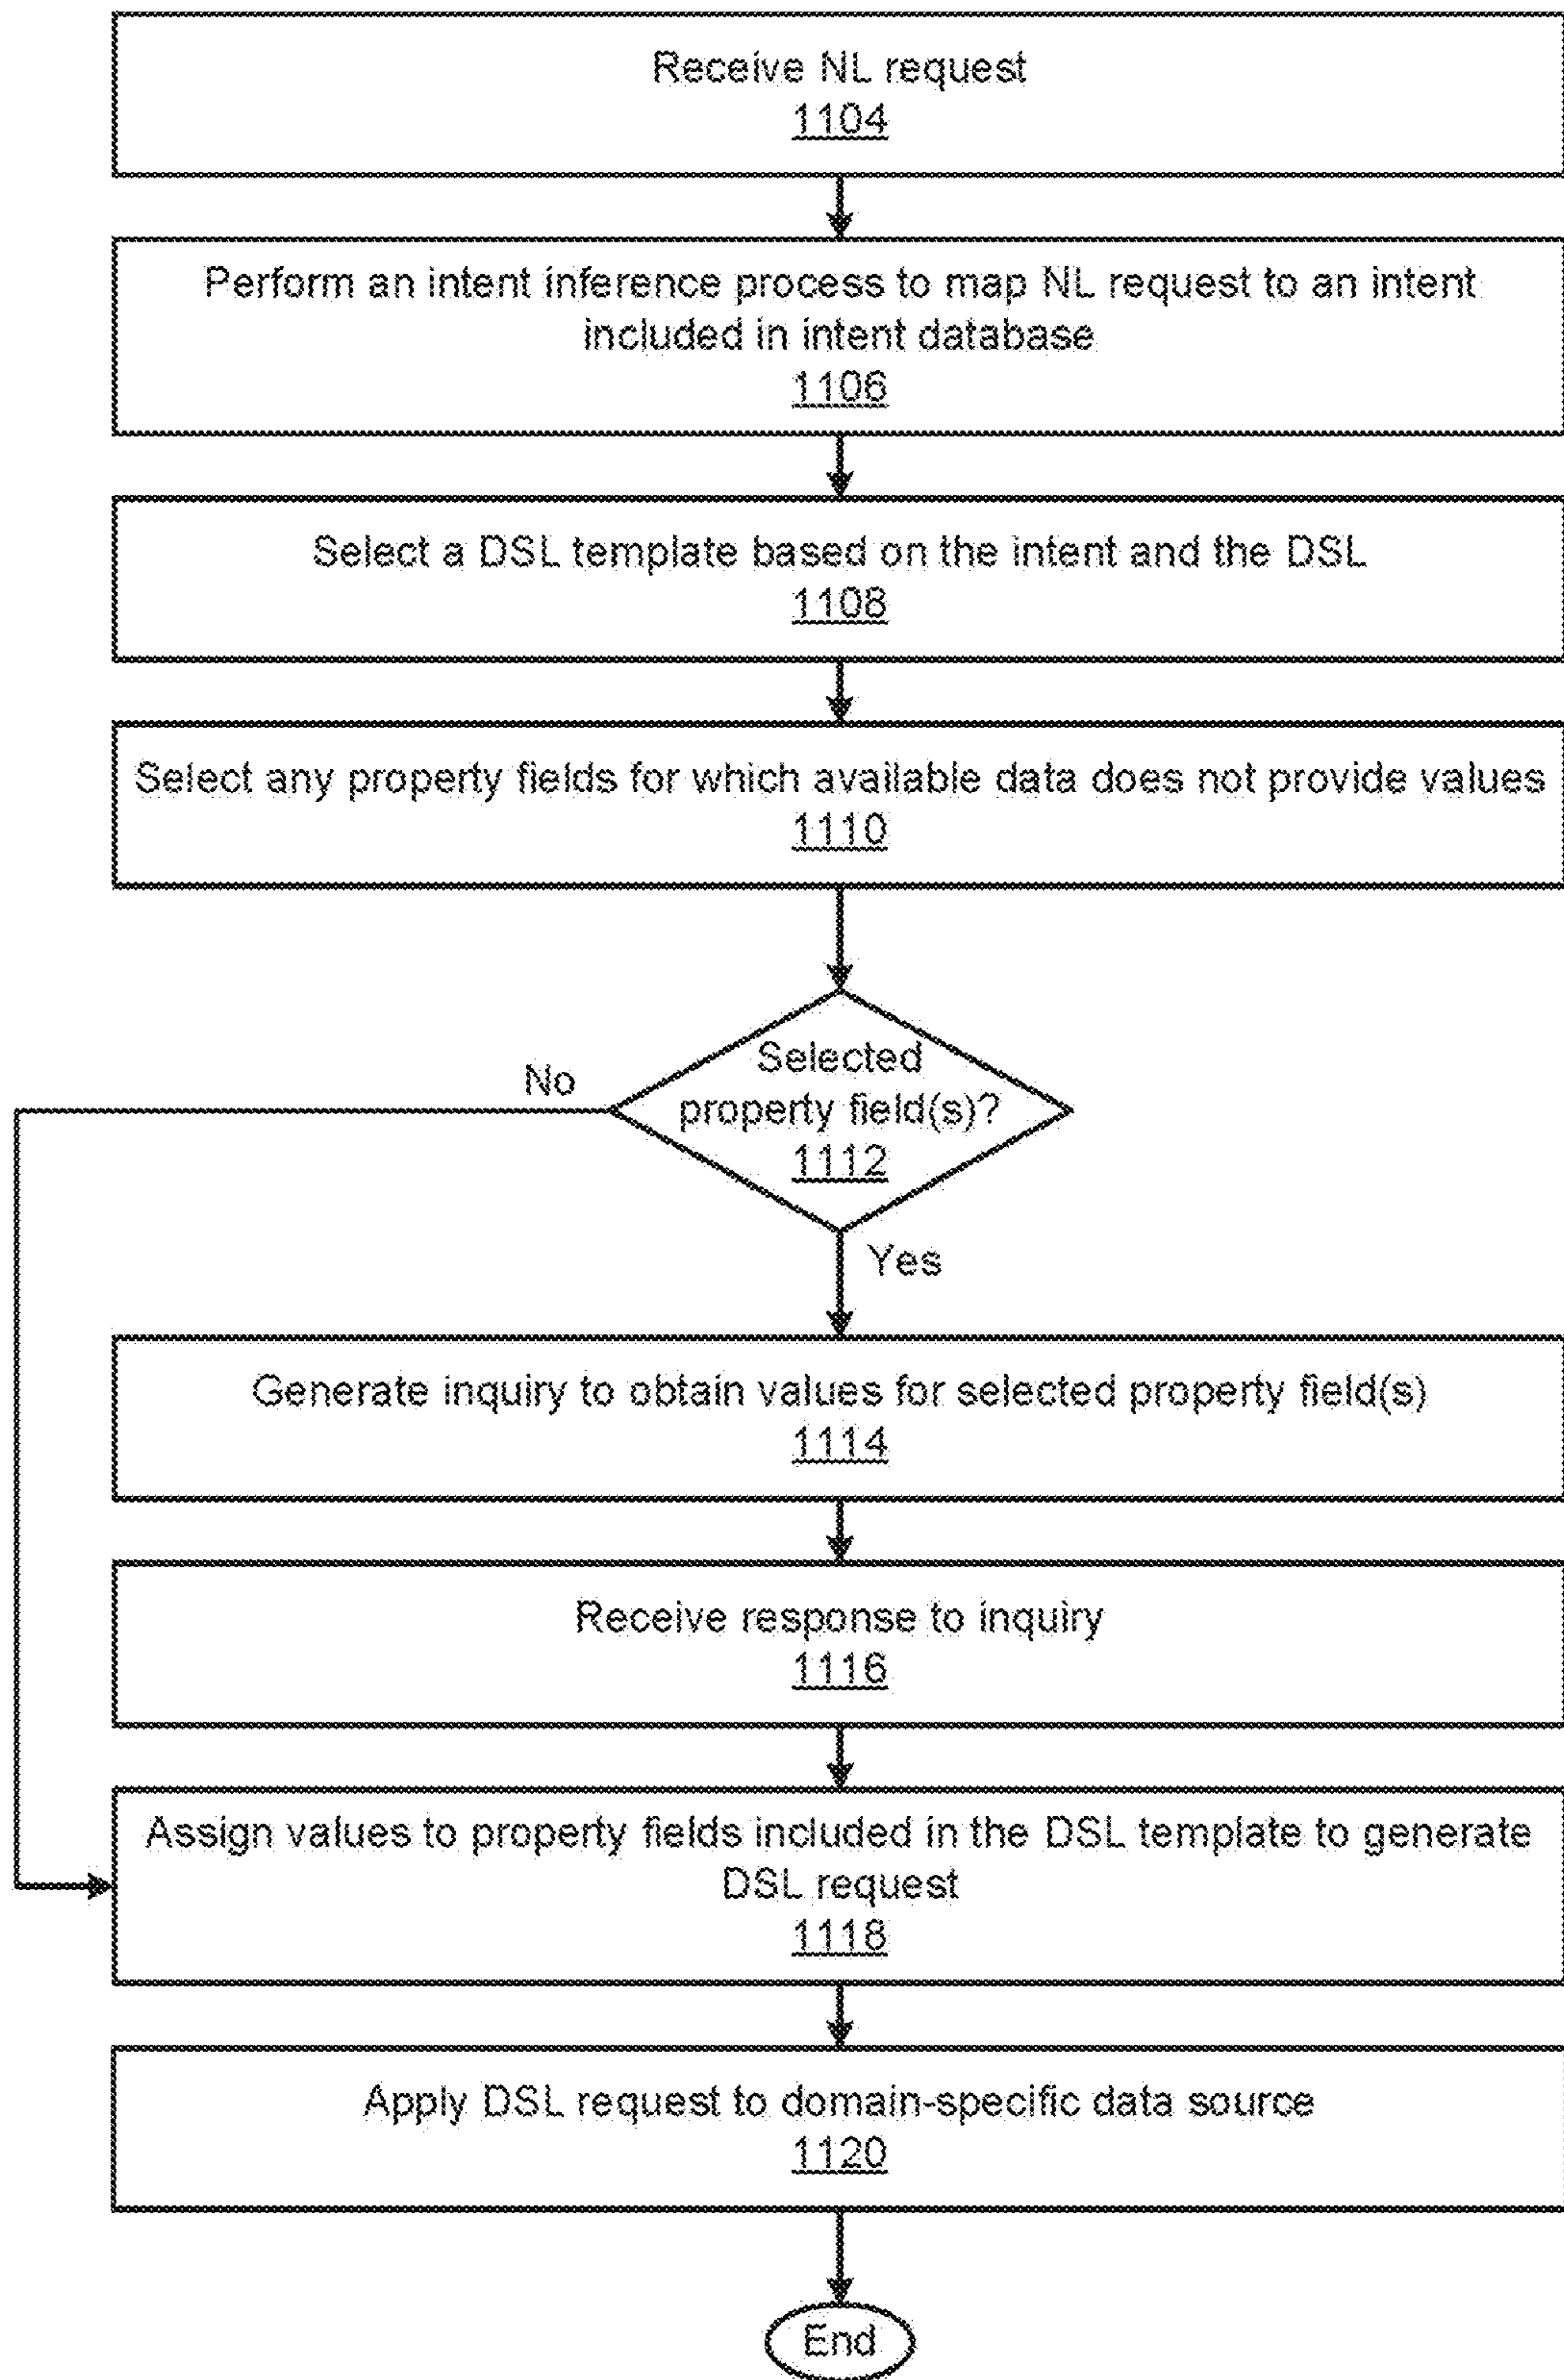 Receive NL request
1104
Perform an intent inference process to map NL request to an intent
included in intent database
1106
Select a DSL template based on the intent and the DSL
1108
Select any property fields for which available data does not provide values
1110
Selected
property field(s)?
1112
No
Yes
Generate inquiry to obtain values for selected property field(s)
1114
Receive response to inquiry
1116
Assign values to property fields included in the DSL template to generate
DSL request
1118
Apply DSL request to domain-specific data source
1120
End